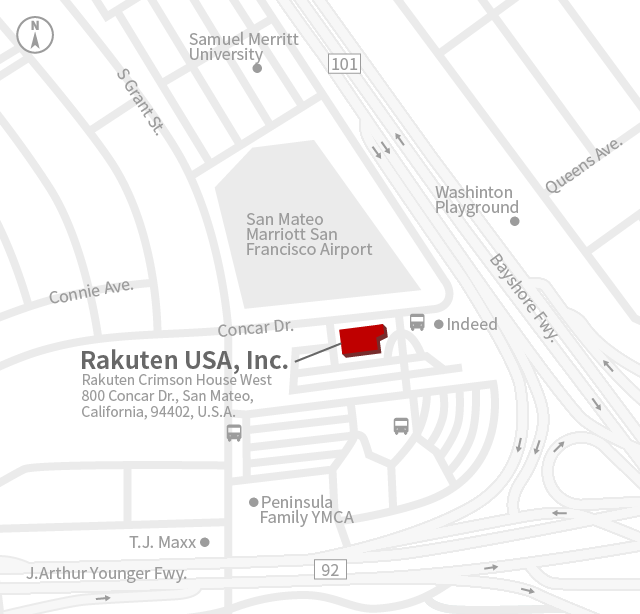 N
Samuel Merritt
University
101
S Grant St.
Queens Ave.
Washinton
Playground
San Mateo
Marriott San
Francisco Airport
Bayshore Fwy.
Connie Ave.
Concar Dr.
Indeed
Rakuten USA, Inc.
Rakuten Crimson House West
800 Concar Dr., San Mateo,
California, 94402, U.S.A.
Peninsula
Family YMCA
T.J. Maxx
J.Arthur Younger Fwy.
92